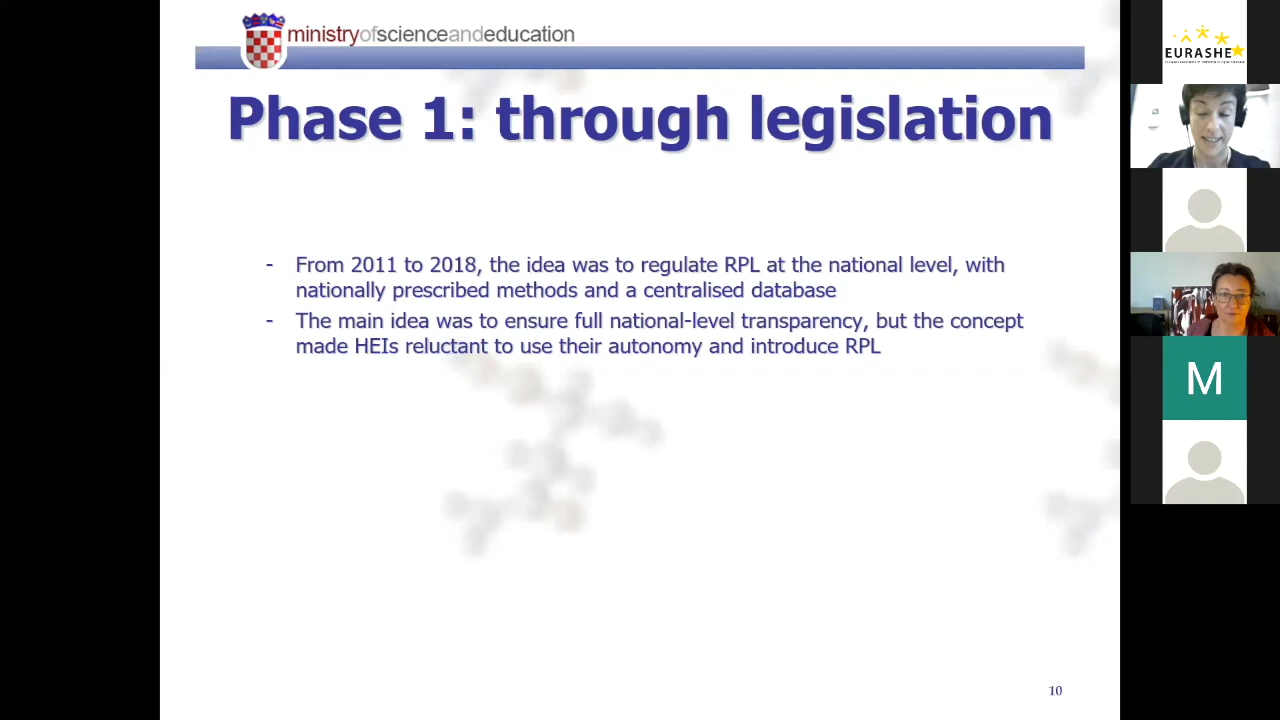 ministryofscienceandeducation
Phase 1: through legislation
- From 2011 to 2018, the idea was to regulate RPL at the national level, with
nationally prescribed methods and a centralised database
- The main idea was to ensure full national-level transparency, but the concept
made HEIs reluctant to use their autonomy and introduce RPL
10
EURASHE
M